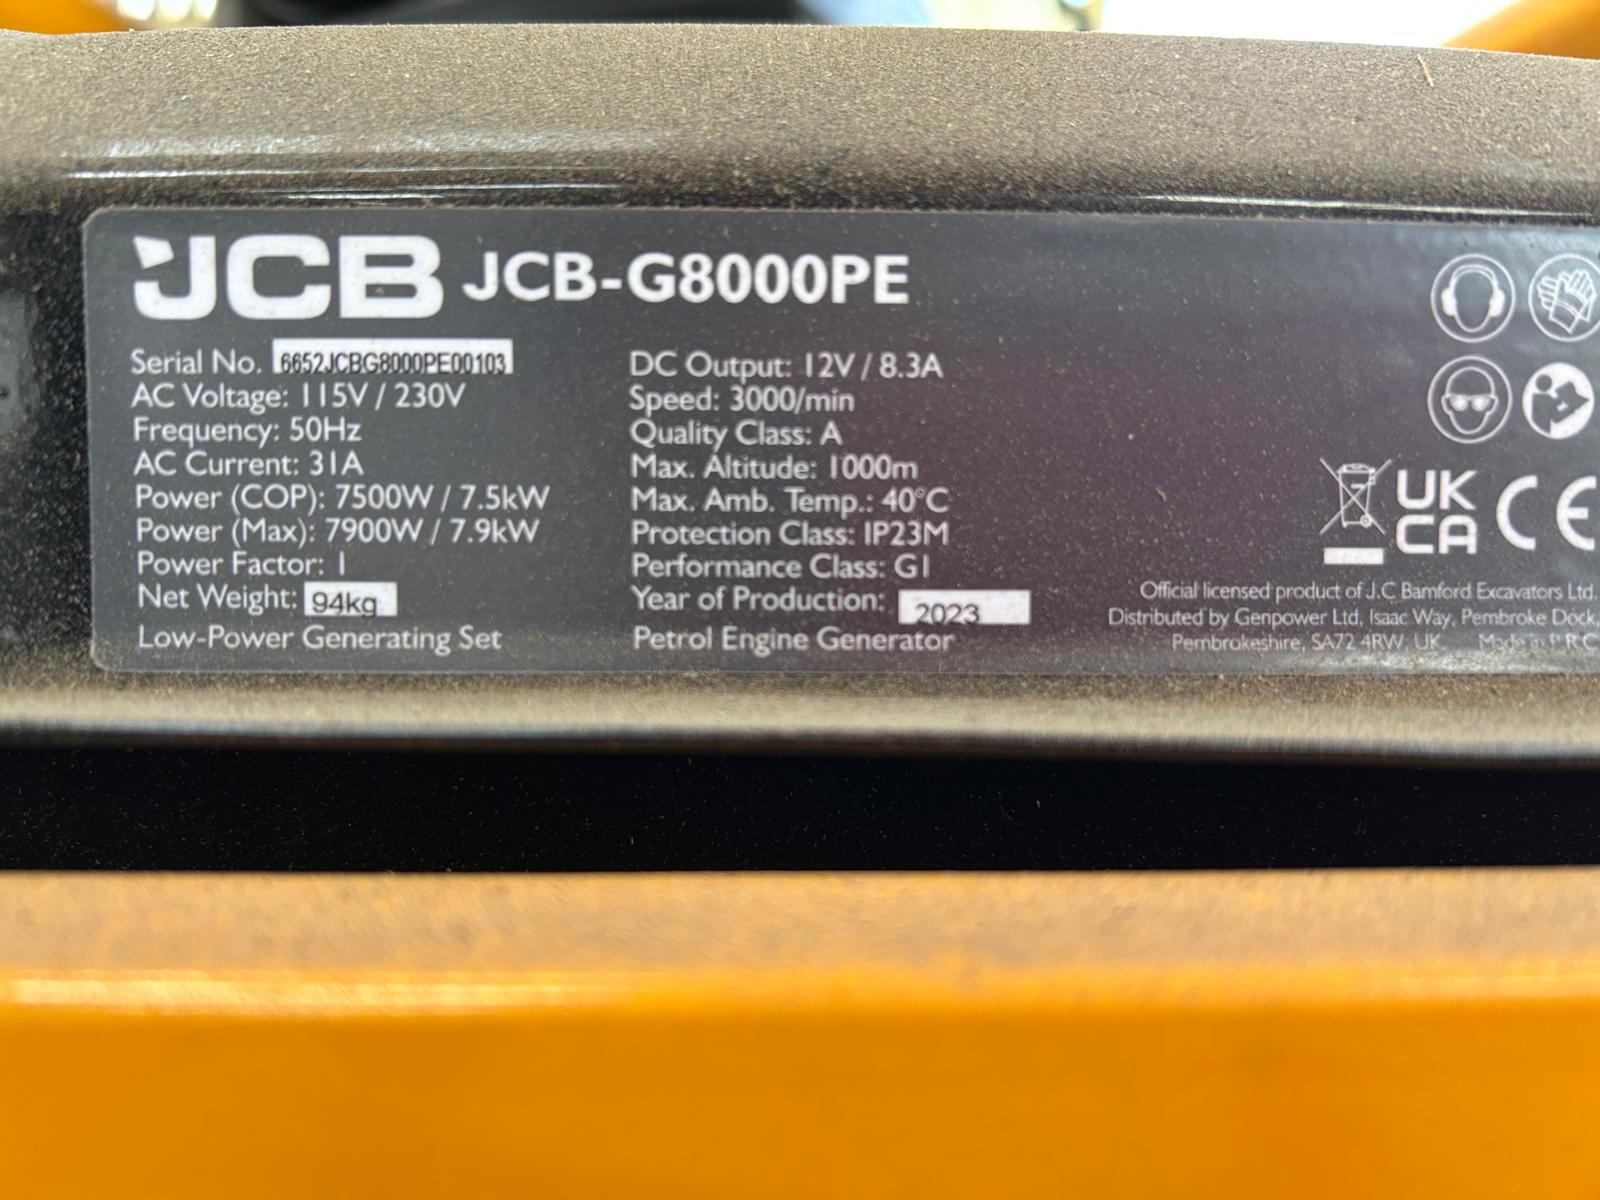 JCB JCB-G8000PE
Serial No. 6652JCBG8000PE00103
AC Voltage: 115V / 230V
Frequency: 50Hz
AC Current: 31A
Power (COP): 7500W / 7.5kW
Power (Max): 7900W / 7.9kW
Power Factor: 1
Net Weight: 94kg
Low-Power Generating Set
DC Output: 12V / 8.3A
Speed: 3000/min
Quality Class: A
Max. Altitude: 1000m
Max. Amb. Temp.: 40°C
Protection Class: IP23M
Performance Class: G1
Year of Production: 2023
Petrol Engine Generator
UK
CA CE
Official licensed product of J.C Bamford Excavators Ltd.
Distributed by Genpower Ltd, Isaac Way, Pembroke Dock,
Pembrokeshire, SA72 4RW, UK Made in P.R.C